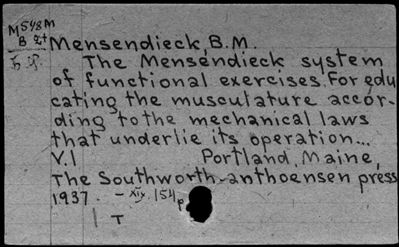 M548M
B
Mensendieck, B.M.
The Mensendieck system
of functional exercises. For edu
cating the musculature accor-
ding to the mechanical laws
that underlie its operation...
V.1 Portland, Maine,
The Southworth-anthoensen press
1937. - xix, 154p
T